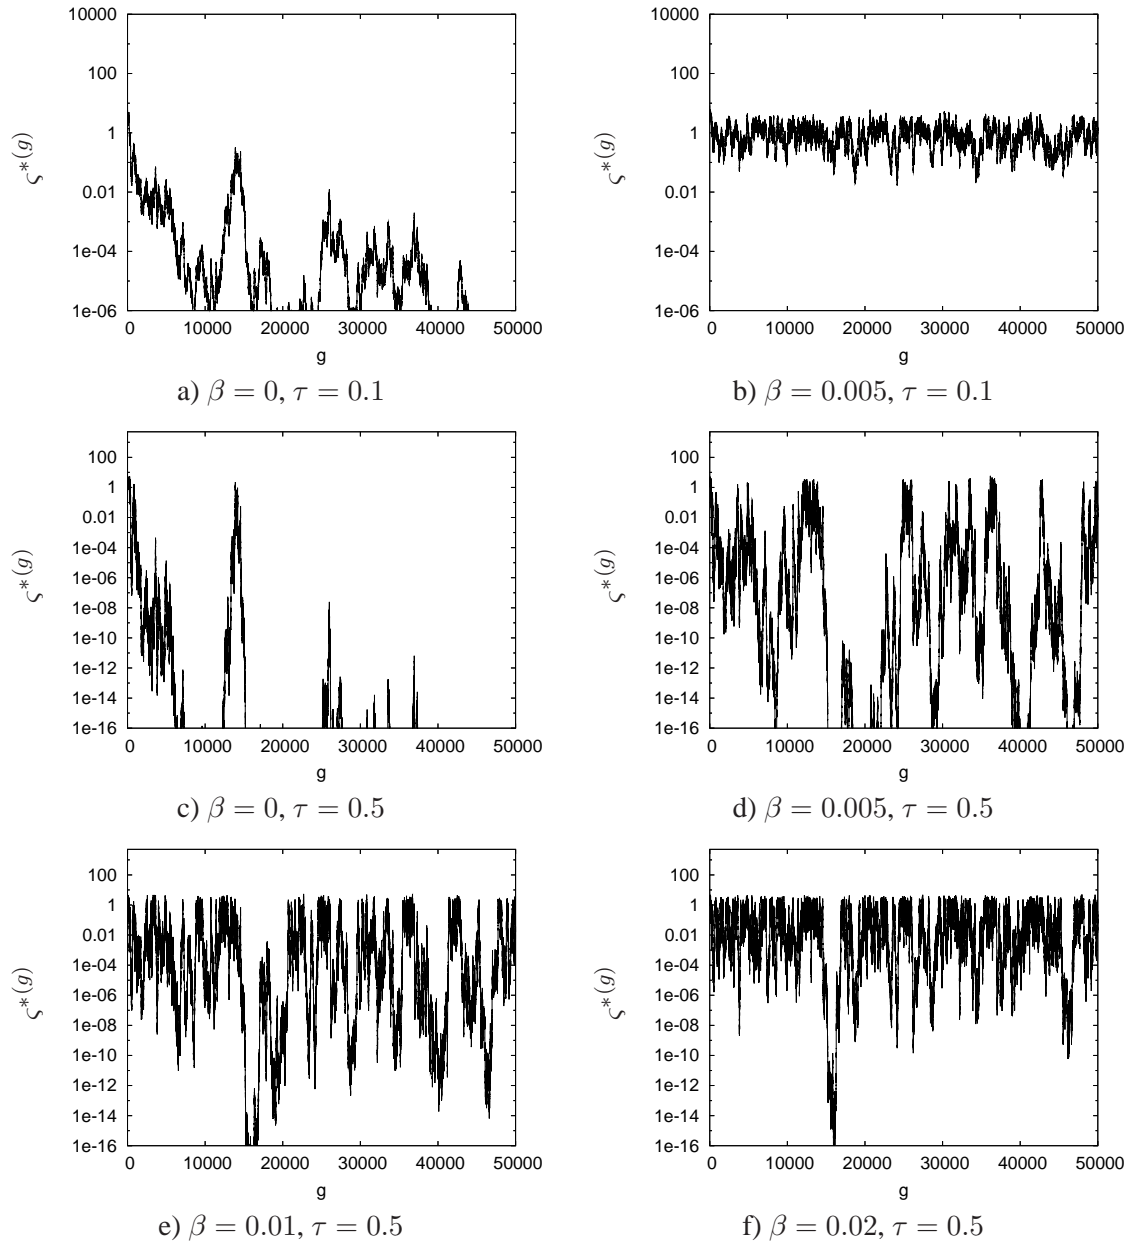 10000
100
1
0.01
1e-04
1e-06
ς*(g)
0 10000 20000 30000 40000 50000
g
a) β = 0, τ = 0.1
10000
100
1
0.01
1e-04
1e-06
ς*(g)
0 10000 20000 30000 40000 50000
g
b) β = 0.005, τ = 0.1
100
1
0.01
1e-04
1e-06
1e-08
1e-10
1e-12
1e-14
1e-16
ς*(g)
0 10000 20000 30000 40000 50000
g
c) β = 0, τ = 0.5
100
1
0.01
1e-04
1e-06
1e-08
1e-10
1e-12
1e-14
1e-16
ς*(g)
0 10000 20000 30000 40000 50000
g
d) β = 0.005, τ = 0.5
100
1
0.01
1e-04
1e-06
1e-08
1e-10
1e-12
1e-14
1e-16
ς*(g)
0 10000 20000 30000 40000 50000
g
e) β = 0.01, τ = 0.5
100
1
0.01
1e-04
1e-06
1e-08
1e-10
1e-12
1e-14
1e-16
ς*(g)
0 10000 20000 30000 40000 50000
g
f) β = 0.02, τ = 0.5